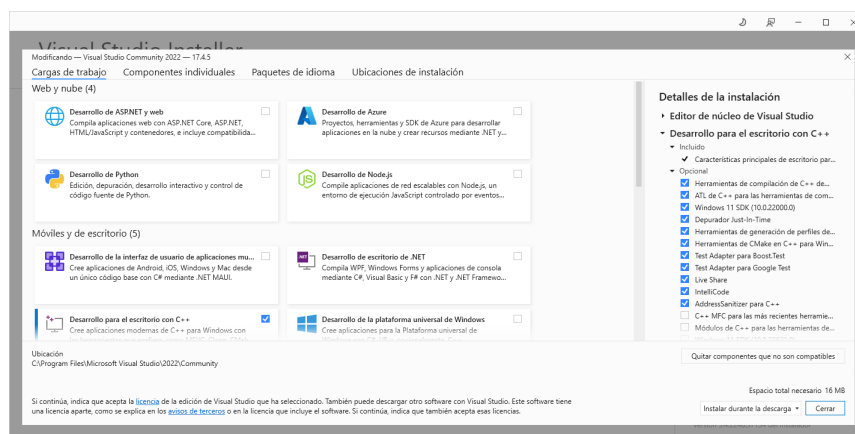 Visual Studio Installer
Modificando — Visual Studio Community 2022 — 17.4.5
Cargas de trabajo Componentes individuales Paquetes de idioma Ubicaciones de instalación
Web y nube (4)
Desarrollo de ASP.NET y web
Compila aplicaciones web con ASP.NET Core, ASP.NET,
HTML/JavaScript y contenedores, e incluye compatibilida...
Desarrollo de Azure
Proyectos, herramientas y SDK de Azure para desarrollar
aplicaciones en la nube y crear recursos mediante .NET y...
Desarrollo de Python
Edición, depuración, desarrollo interactivo y control de
código fuente de Python.
Desarrollo de Node.js
Compile aplicaciones de red escalables con Node.js, un
entorno de ejecución JavaScript controlado por eventos...
Móviles y de escritorio (5)
Desarrollo de la interfaz de usuario de aplicaciones mu...
Cree aplicaciones de Android, iOS, Windows y Mac desde
un único código base con C# mediante .NET MAUI.
.NET
Desarrollo de escritorio de .NET
Compila WPF, Windows Forms y aplicaciones de consola
mediante C#, Visual Basic y F# con .NET y .NET Framewo...
Desarrollo para el escritorio con C++
Cree aplicaciones modernas de C++ para Windows con
Desarrollo de la plataforma universal de Windows
Cree aplicaciones para la Plataforma universal de
Ubicación
C:\Program Files\Microsoft Visual Studio\2022\Community
Si continúa, indica que acepta la licencia de la edición de Visual Studio que ha seleccionado. También puede descargar otro software con Visual Studio. Este software tiene
una licencia aparte, como se explica en los avisos de terceros o en la licencia que incluye el software. Si continúa, indica que también acepta esas licencias.
Detalles de la instalación
Editor de núcleo de Visual Studio
Desarrollo para el escritorio con C++
Incluido
Características principales de escritorio par...
Opcional
Herramientas de compilación de C++ de...
ATL de C++ para las herramientas de com...
Windows 11 SDK (10.0.22000.0)
Depurador Just-In-Time
Herramientas de generación de perfiles de...
Herramientas de CMake en C++ para Win...
Test Adapter para Boost.Test
Test Adapter para Google Test
Live Share
IntelliCode
AddressSanitizer para C++
C++ MFC para las más recientes herramie...
Módulos de C++ para las herramientas de...
Quitar componentes que no son compatibles
Espacio total necesario 16 MB
Instalar durante la descarga
Cerrar